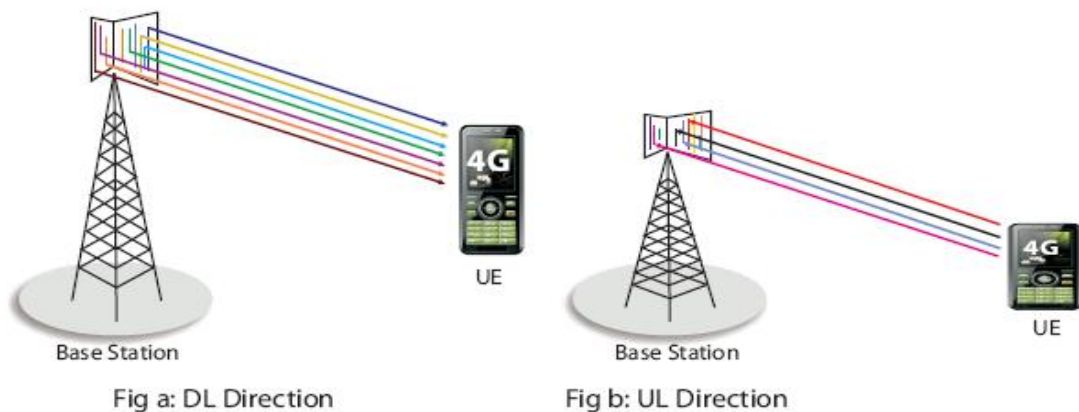 4G
UE
Base Station
Fig a: DL Direction
4G
UE
Base Station
Fig b: UL Direction